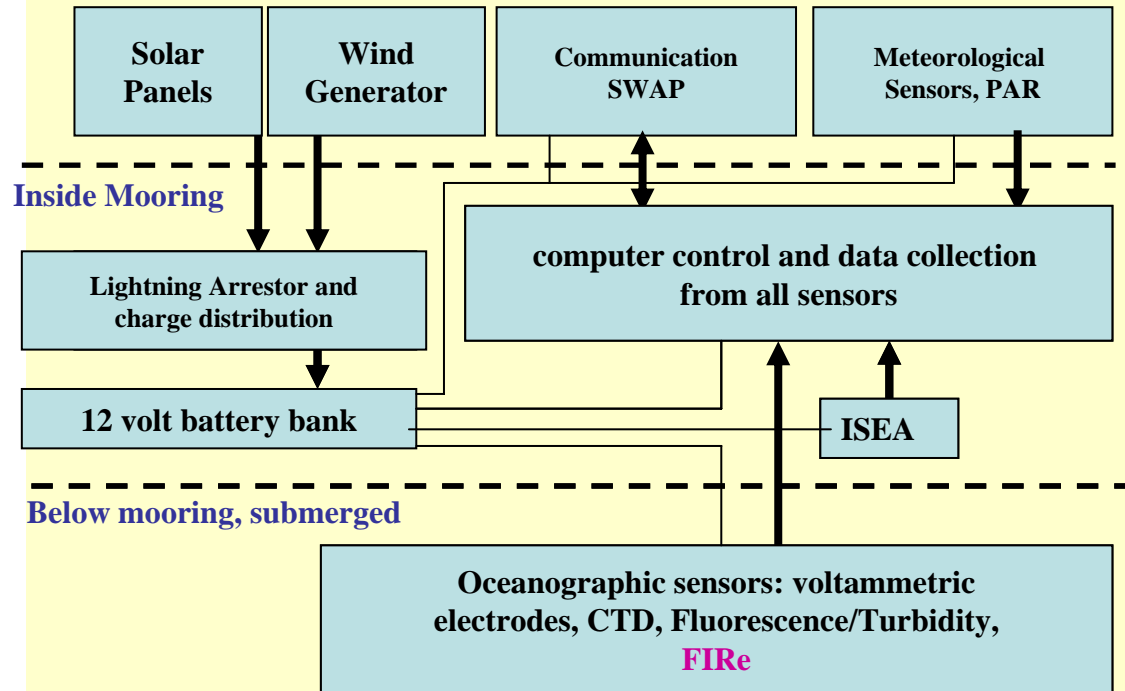 Solar
Panels
Wind
Generator
Communication
SWAP
Meteorological
Sensors, PAR
Inside Mooring
Lightning Arrestor and
charge distribution
computer control and data collection
from all sensors
12 volt battery bank
ISEA
Below mooring, submerged
Oceanographic sensors: voltammetric
electrodes, CTD, Fluorescence/Turbidity,
FIRe